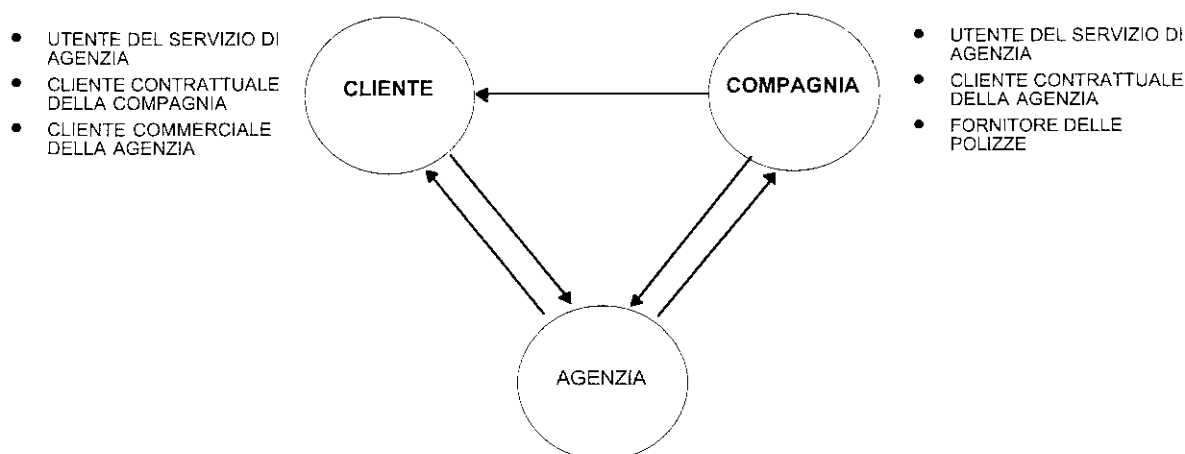 • UTENTE DEL SERVIZIO DI
AGENZIA
• CLIENTE CONTRATTUALE
DELLA COMPAGNIA
• CLIENTE COMMERCIALE
DELLA AGENZIA
CLIENTE
COMPAGNIA
• UTENTE DEL SERVIZIO DI
AGENZIA
• CLIENTE CONTRATTUALE
DELLA AGENZIA
• FORNITORE DELLE
POLIZZE
AGENZIA